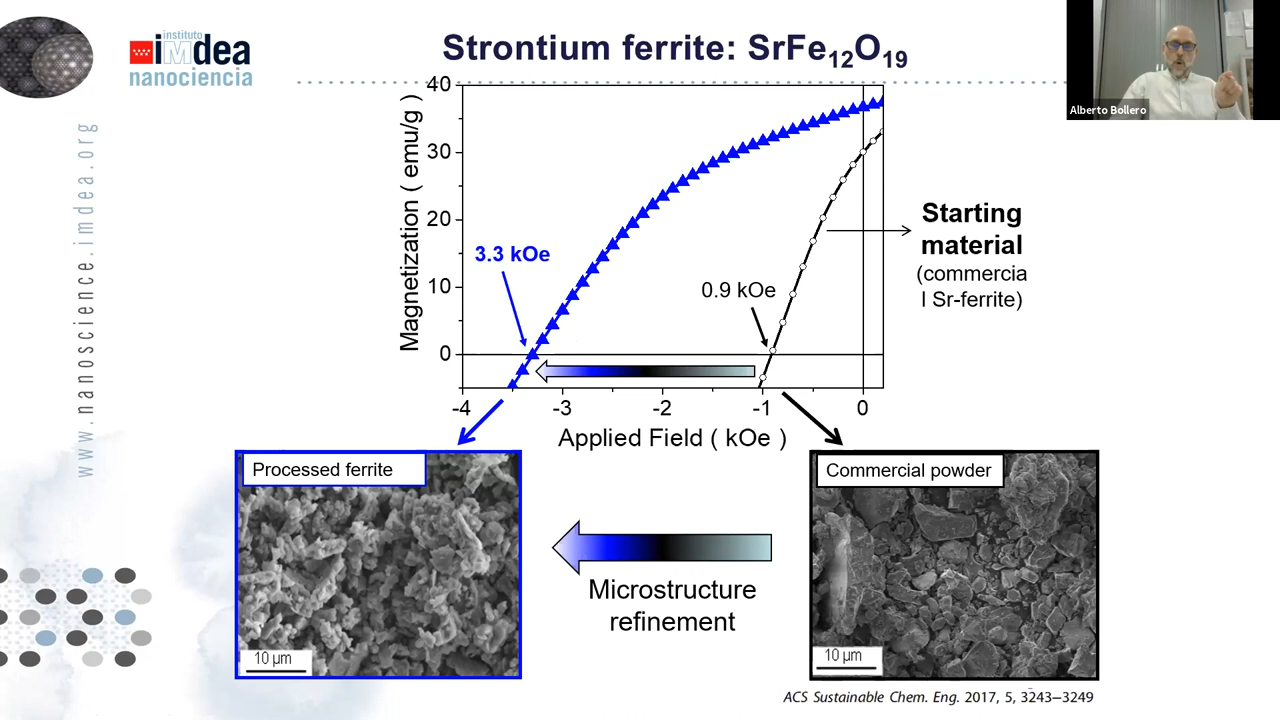 instituto
imdea
nanociencia
www.nanoscience.imdea.org
Strontium ferrite: SrFe₁₂O₁₉
Alberto Bollero
Magnetization ( emu/g )
40
30
20
10
0
3.3 kOe
0.9 kOe
Starting
material
(commercia
l Sr-ferrite)
-4
-3
-2
-1
0
Applied Field ( kOe )
Processed ferrite
10 µm
Microstructure
refinement
Commercial powder
10 µm
ACS Sustainable Chem. Eng. 2017, 5, 3243−3249